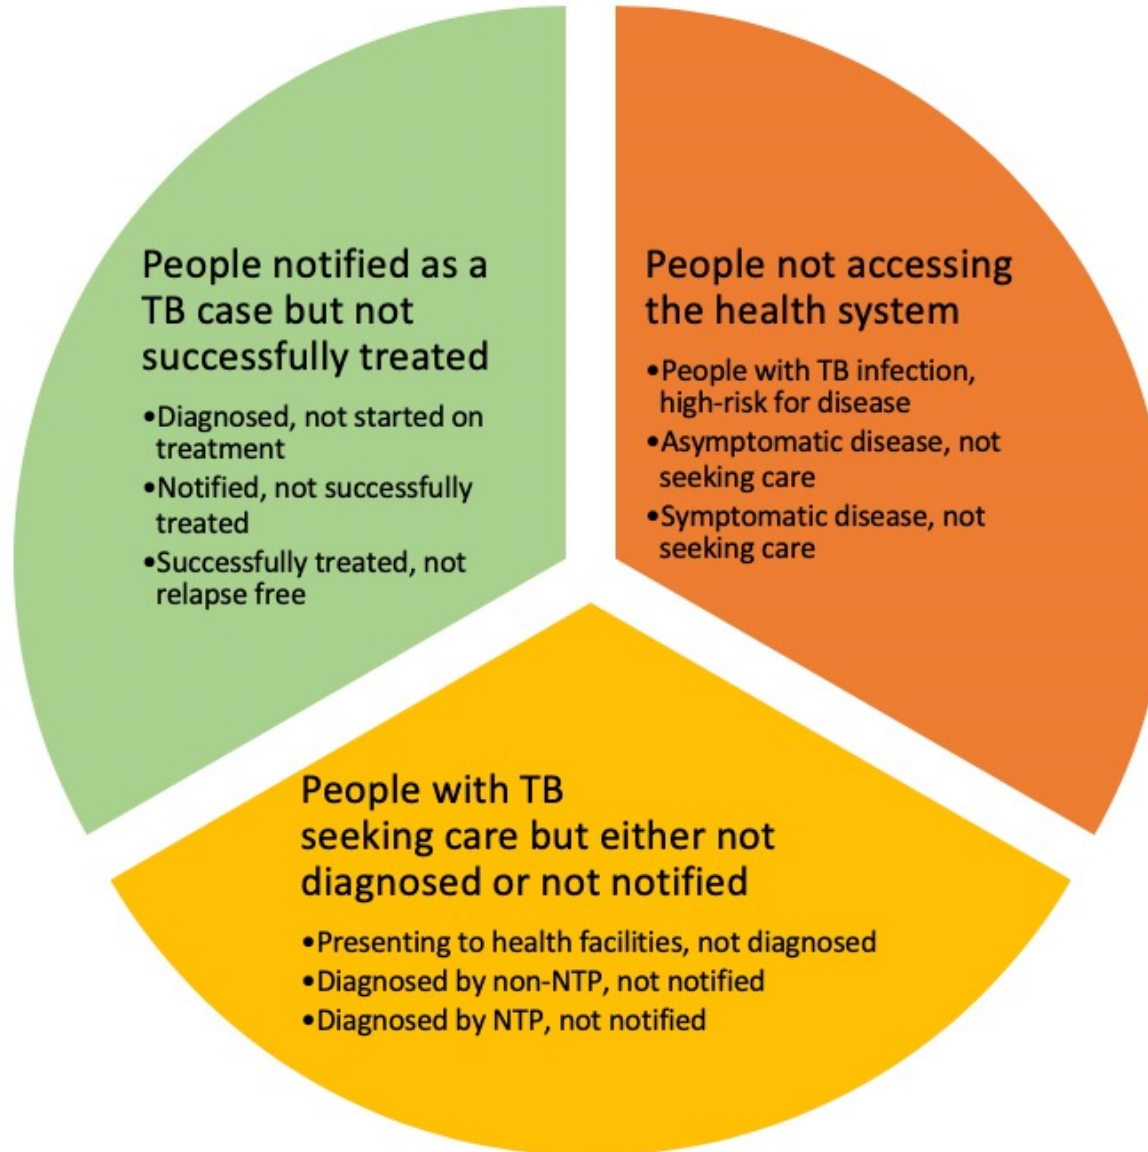 People notified as a
TB case but not
successfully treated
•Diagnosed, not started on
treatment
•Notified, not successfully
treated
•Successfully treated, not
relapse free
People not accessing
the health system
•People with TB infection,
high-risk for disease
•Asymptomatic disease, not
seeking care
•Symptomatic disease, not
seeking care
People with TB
seeking care but either not
diagnosed or not notified
•Presenting to health facilities, not diagnosed
•Diagnosed by non-NTP, not notified
•Diagnosed by NTP, not notified